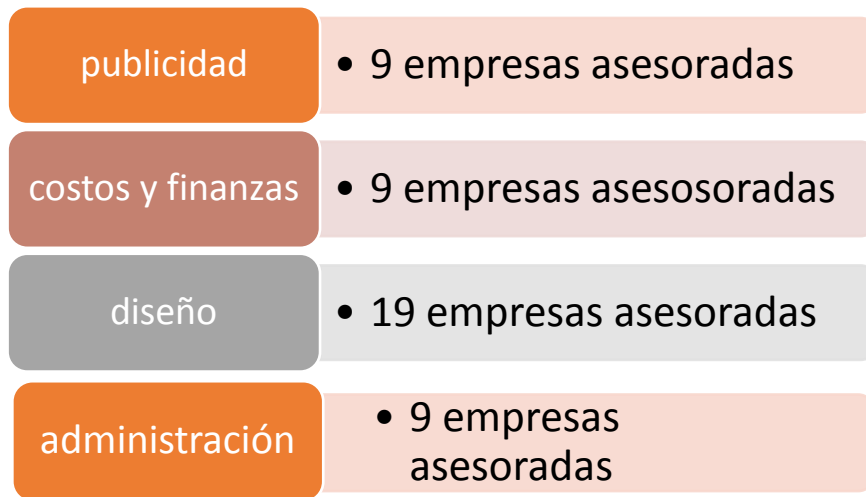 publicidad
• 9 empresas asesoradas
costos y finanzas
• 9 empresas asesosoradas
diseño
• 19 empresas asesoradas
administración
• 9 empresas
asesoradas